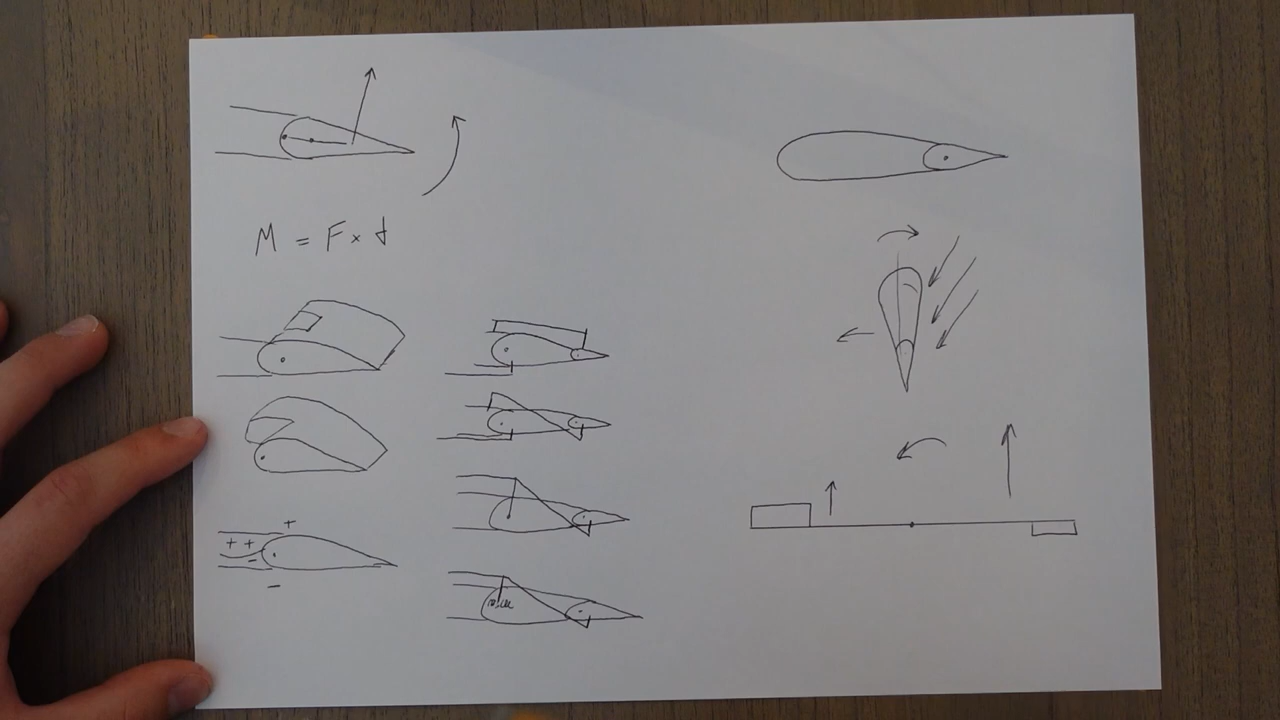 M = F × d
+
+ +
-
-